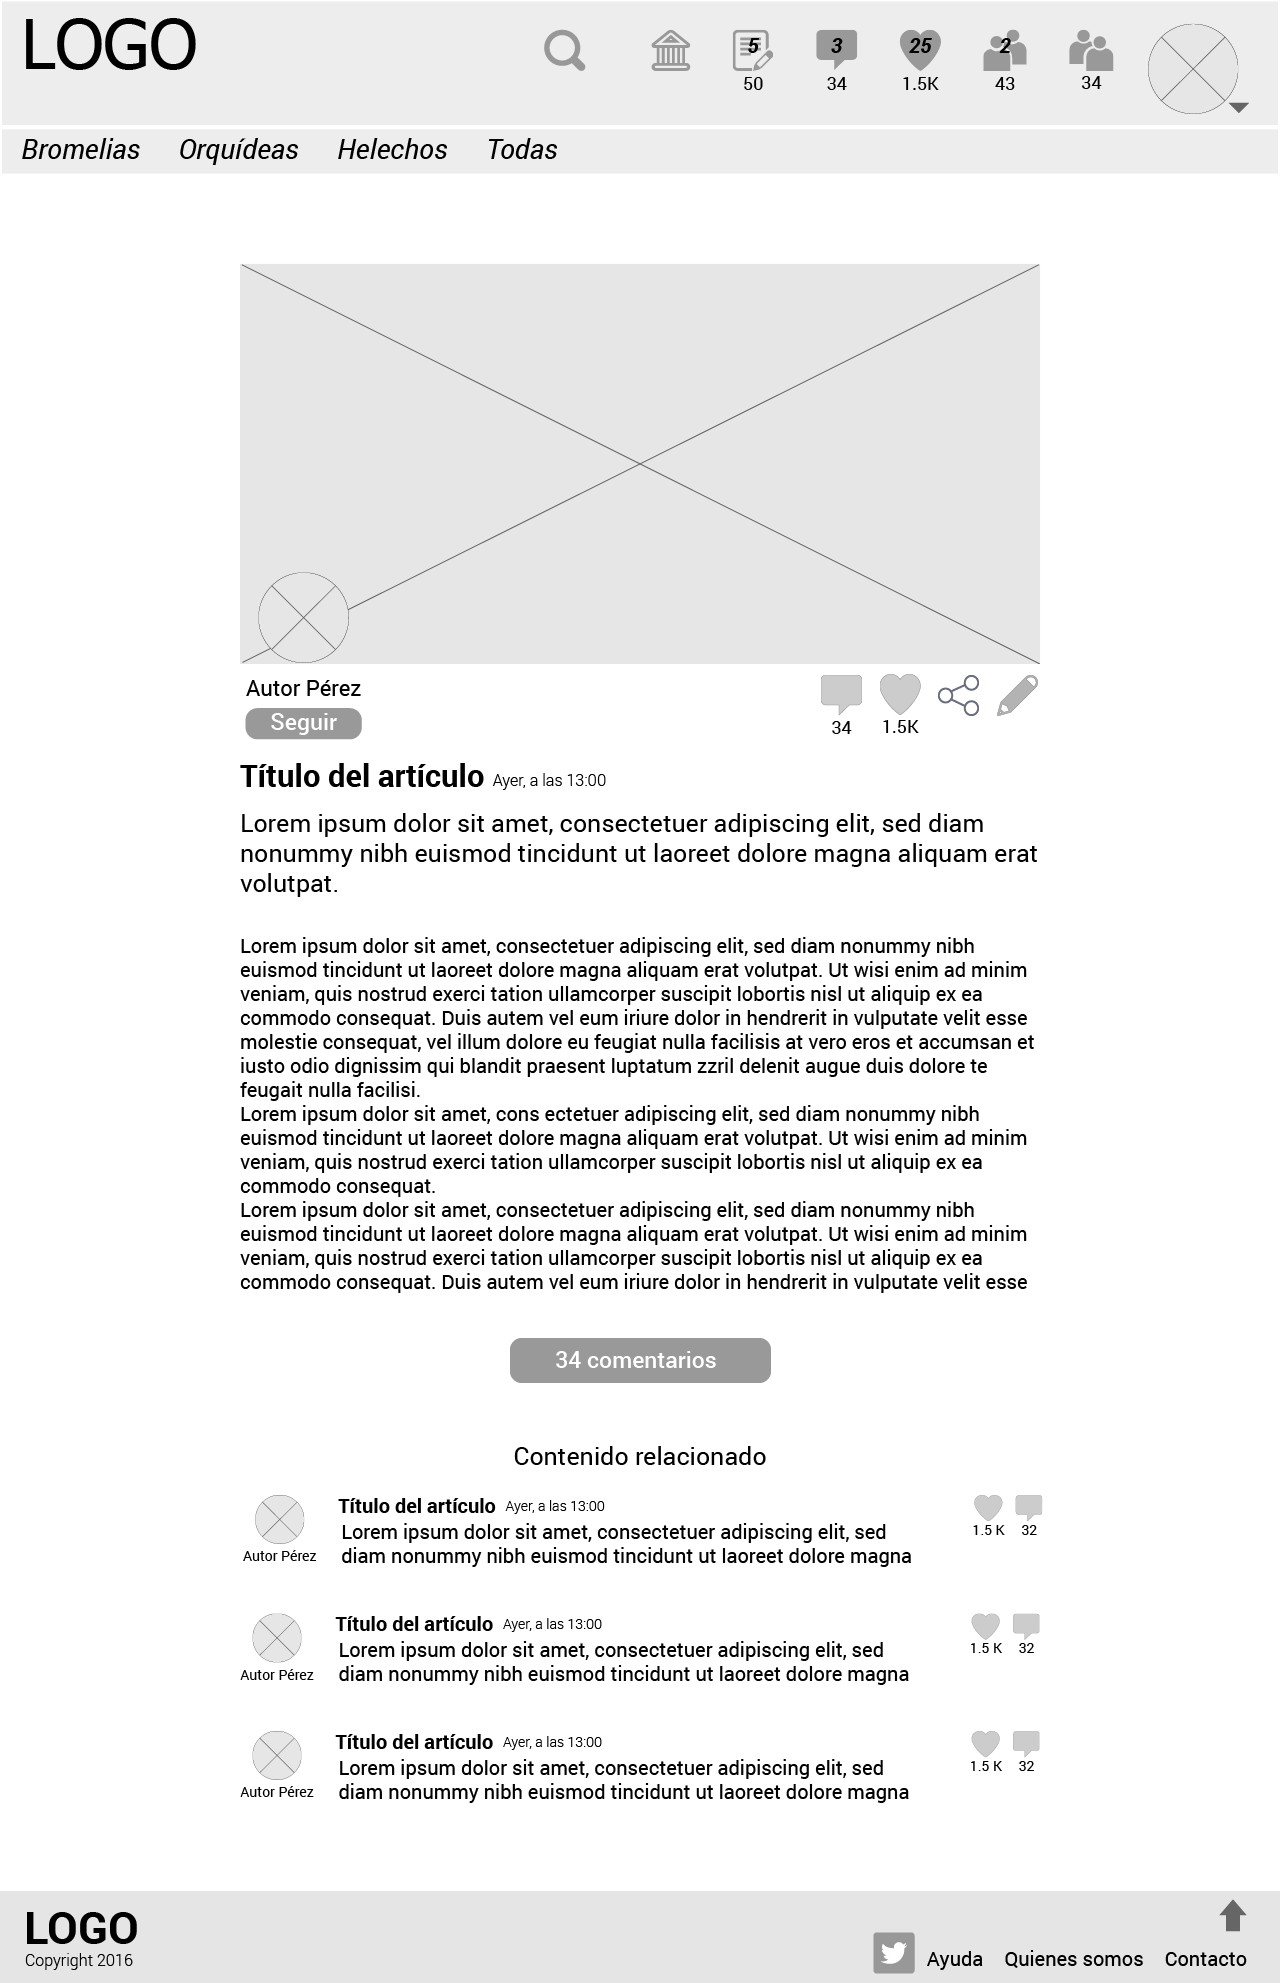 LOGO
5 3 25 2
50 34 1.5K 43 34
Bromelias Orquídeas Helechos Todas
Autor Pérez
Seguir
34 1.5K
Título del artículo Ayer, a las 13:00
Lorem ipsum dolor sit amet, consectetuer adipiscing elit, sed diam
nonummy nibh euismod tincidunt ut laoreet dolore magna aliquam erat
volutpat.
Lorem ipsum dolor sit amet, consectetuer adipiscing elit, sed diam nonummy nibh
euismod tincidunt ut laoreet dolore magna aliquam erat volutpat. Ut wisi enim ad minim
veniam, quis nostrud exerci tation ullamcorper suscipit lobortis nisl ut aliquip ex ea
commodo consequat. Duis autem vel eum iriure dolor in hendrerit in vulputate velit esse
molestie consequat, vel illum dolore eu feugiat nulla facilisis at vero eros et accumsan et
iusto odio dignissim qui blandit praesent luptatum zzril delenit augue duis dolore te
feugait nulla facilisi.
Lorem ipsum dolor sit amet, cons ectetuer adipiscing elit, sed diam nonummy nibh
euismod tincidunt ut laoreet dolore magna aliquam erat volutpat. Ut wisi enim ad minim
veniam, quis nostrud exerci tation ullamcorper suscipit lobortis nisl ut aliquip ex ea
commodo consequat.
Lorem ipsum dolor sit amet, consectetuer adipiscing elit, sed diam nonummy nibh
euismod tincidunt ut laoreet dolore magna aliquam erat volutpat. Ut wisi enim ad minim
veniam, quis nostrud exerci tation ullamcorper suscipit lobortis nisl ut aliquip ex ea
commodo consequat. Duis autem vel eum iriure dolor in hendrerit in vulputate velit esse
34 comentarios
Contenido relacionado
Título del artículo Ayer, a las 13:00
Lorem ipsum dolor sit amet, consectetuer adipiscing elit, sed
diam nonummy nibh euismod tincidunt ut laoreet dolore magna
Autor Pérez
1.5 K 32
Título del artículo Ayer, a las 13:00
Lorem ipsum dolor sit amet, consectetuer adipiscing elit, sed
diam nonummy nibh euismod tincidunt ut laoreet dolore magna
Autor Pérez
1.5 K 32
Título del artículo Ayer, a las 13:00
Lorem ipsum dolor sit amet, consectetuer adipiscing elit, sed
diam nonummy nibh euismod tincidunt ut laoreet dolore magna
Autor Pérez
1.5 K 32
LOGO
Copyright 2016
Ayuda Quienes somos Contacto